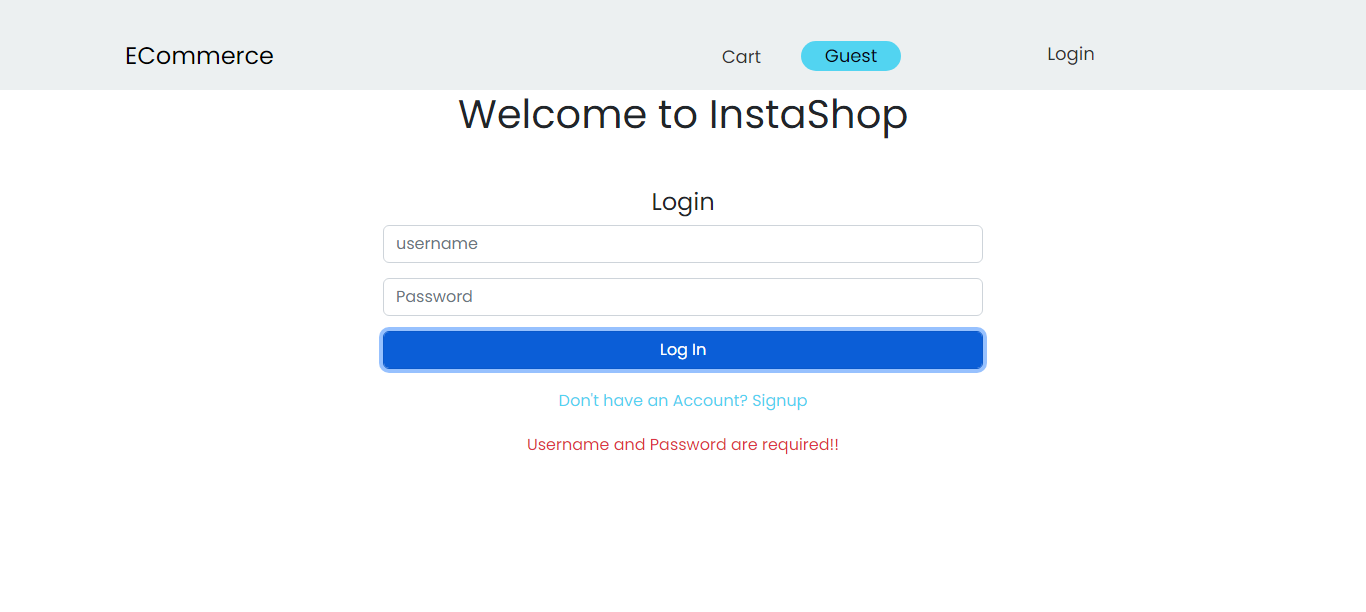 ECommerce Cart Guest Login
Welcome to InstaShop
Login
username
Password
Log In
Don't have an Account? Signup
Username and Password are required!!